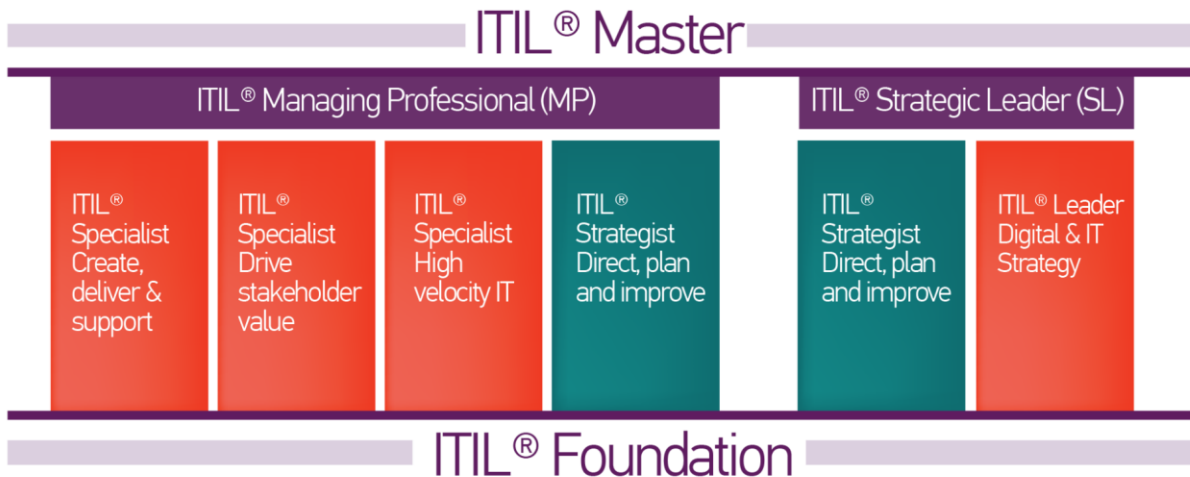 ITIL® Master
ITIL® Managing Professional (MP)
ITIL® Strategic Leader (SL)
ITIL®
Specialist
Create,
deliver &
support
ITIL®
Specialist
Drive
stakeholder
value
ITIL®
Specialist
High
velocity IT
ITIL®
Strategist
Direct, plan
and improve
ITIL®
Strategist
Direct, plan
and improve
ITIL® Leader
Digital & IT
Strategy
ITIL® Foundation